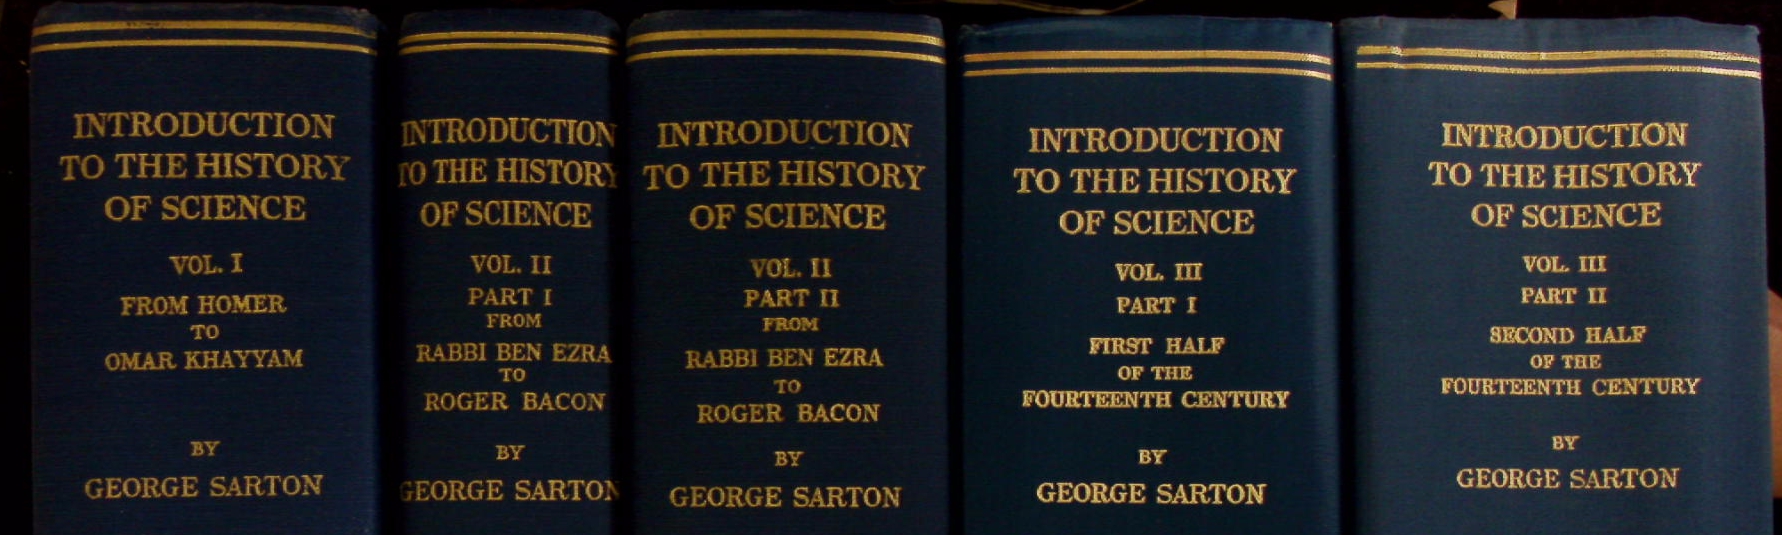 INTRODUCTION
TO THE HISTORY
OF SCIENCE
VOL. I
FROM HOMER
TO
OMAR KHAYYAM
BY
GEORGE SARTON
INTRODUCTION
TO THE HISTORY
OF SCIENCE
VOL. II
PART I
FROM
RABBI BEN EZRA
TO
ROGER BACON
BY
GEORGE SARTON
INTRODUCTION
TO THE HISTORY
OF SCIENCE
VOL. II
PART II
FROM
RABBI BEN EZRA
TO
ROGER BACON
BY
GEORGE SARTON
INTRODUCTION
TO THE HISTORY
OF SCIENCE
VOL. III
PART I
FIRST HALF
OF THE
FOURTEENTH CENTURY
BY
GEORGE SARTON
INTRODUCTION
TO THE HISTORY
OF SCIENCE
VOL. III
PART II
SECOND HALF
OF THE
FOURTEENTH CENTURY
BY
GEORGE SARTON